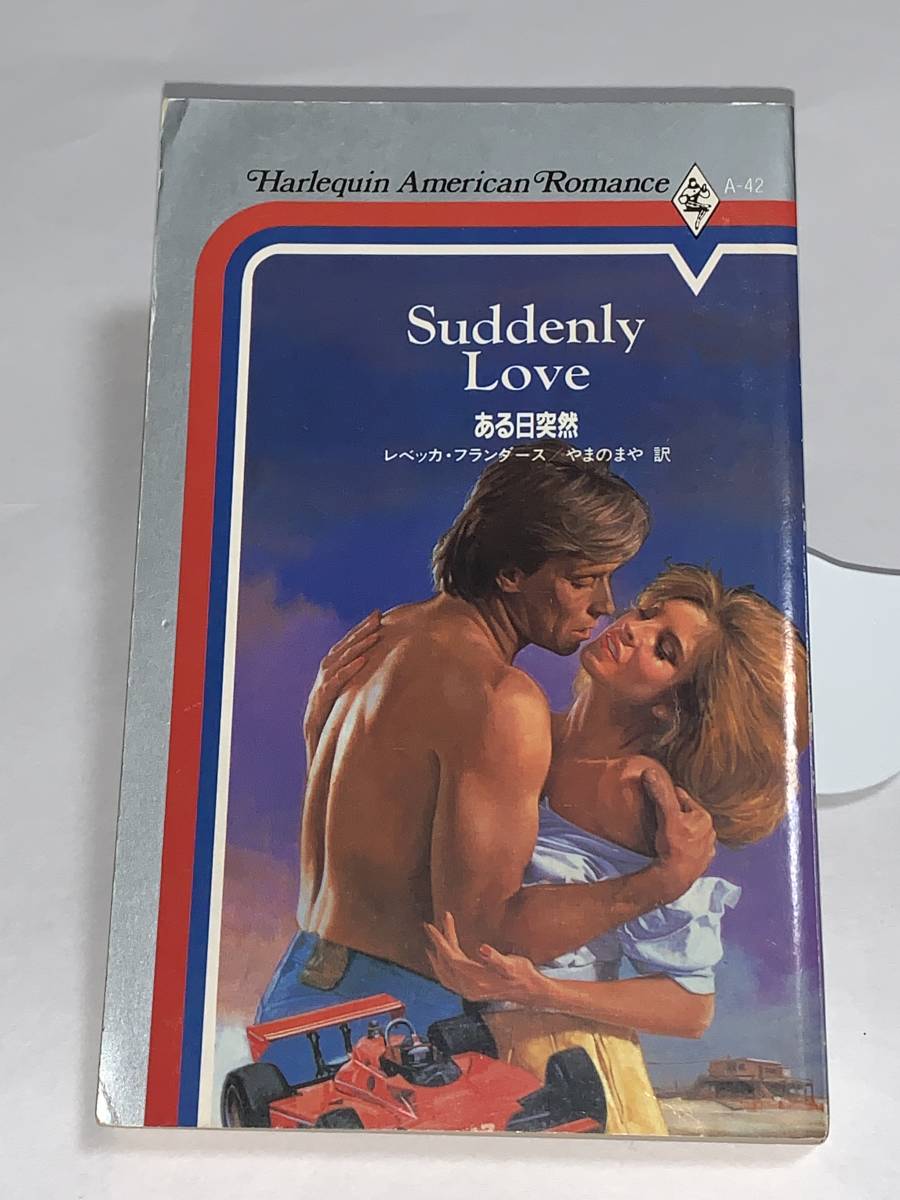 Harlequin American Romance A-42
Suddenly
Love
ある日突然
レベッカ・フランダース/やまのまや 訳